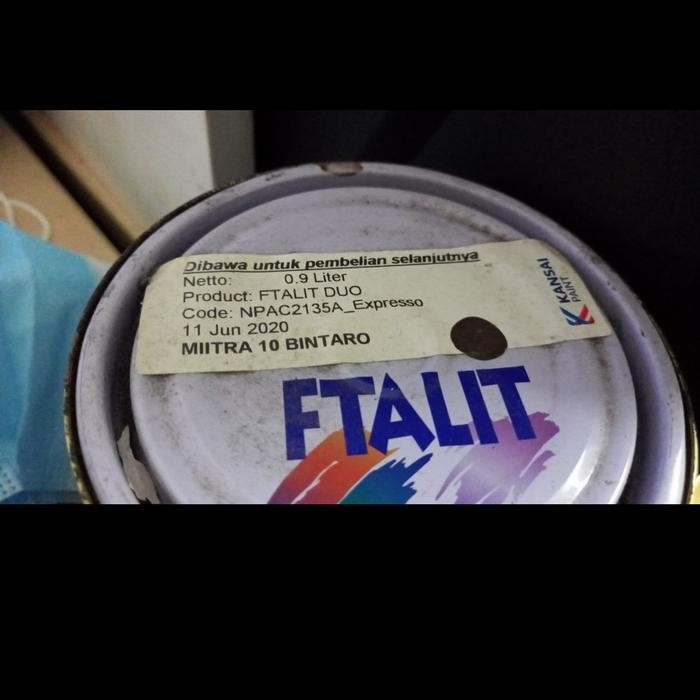 Dibawa untuk pembelian selanjutnya
Netto: 0.9 Liter
Product: FTALIT DUO
Code: NPAC2135A_Expresso
11 Jun 2020
MIITRA 10 BINTARO
KANSAI
PAINT
FTALIT